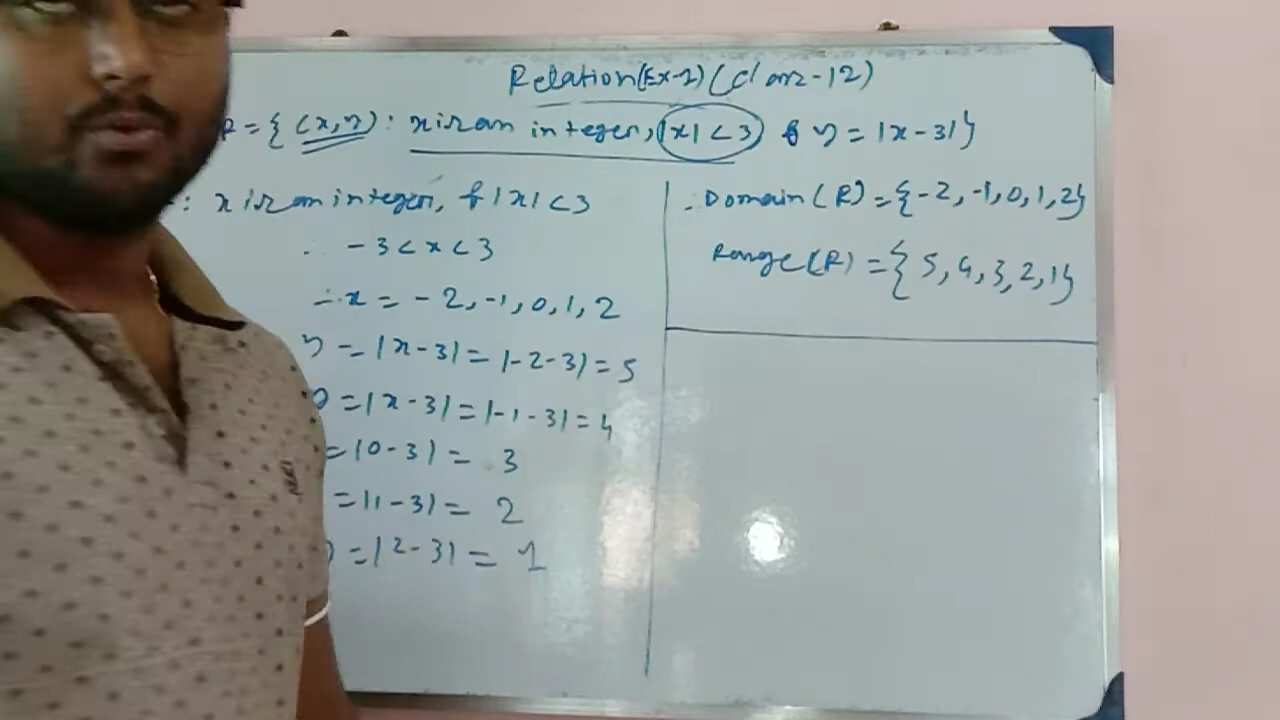 Relation(Ex-2)(Class-12)
R={(x,y): x is an integer, |x|<3 & y=|x-3|}
: x is an integer, & |x|<3
∴ -3<x<3
∴ x = -2,-1,0,1,2
y = |x-3| = |-2-3| = 5
y = |x-3| = |-1-3| = 4
= |0-3| = 3
= |1-3| = 2
= |2-3| = 1
∴ Domain(R) = {-2,-1,0,1,2}
Range(R) = {5,4,3,2,1}